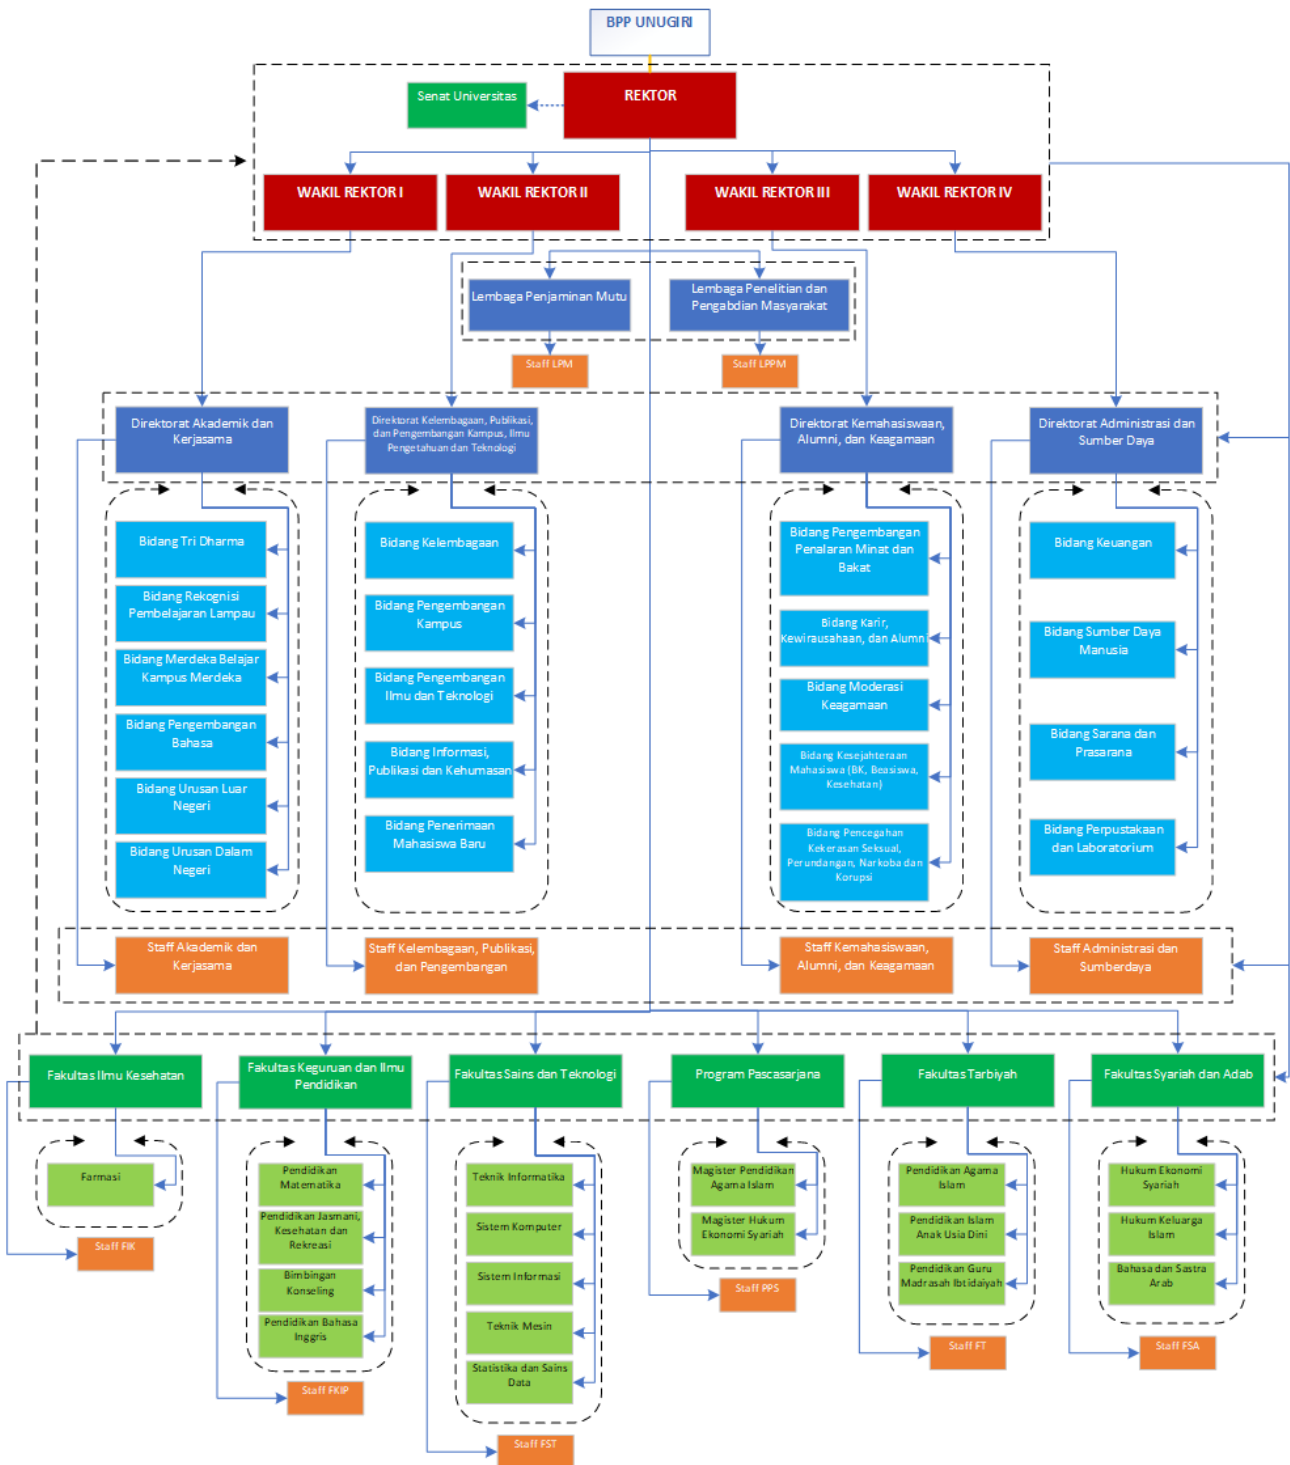 BPP UNUGIRI
REKTOR
Senat Universitas
WAKIL REKTOR I
WAKIL REKTOR II
WAKIL REKTOR III
WAKIL REKTOR IV
Lembaga Penjaminan Mutu
Lembaga Penelitian dan
Pengabdian Masyarakat
Staff LPM
Staff LPPM
Direktorat Akademik dan
Kerjasama
Direktorat Kelembagaan, Publikasi,
dan Pengembangan Kampus, Ilmu
Pengetahuan dan Teknologi
Direktorat Kemahasiswaan,
Alumni, dan Keagamaan
Direktorat Administrasi dan
Sumber Daya
Bidang Tri Dharma
Bidang Rekognisi
Pembelajaran Lampau
Bidang Merdeka Belajar
Kampus Merdeka
Bidang Pengembangan
Bahasa
Bidang Urusan Luar
Negeri
Bidang Urusan Dalam
Negeri
Bidang Kelembagaan
Bidang Pengembangan
Kampus
Bidang Pengembangan
Ilmu dan Teknologi
Bidang Informasi,
Publikasi dan Kehumasan
Bidang Penerimaan
Mahasiswa Baru
Bidang Pengembangan
Penalaran Minat dan
Bakat
Bidang Karir,
Kewirausahaan, dan Alumni
Bidang Moderasi
Keagamaan
Bidang Kesejahteraan
Mahasiswa (BK, Beasiswa,
Kesehatan)
Bidang Pencegahan
Kekerasan Seksual,
Perundangan, Narkoba dan
Korupsi
Bidang Keuangan
Bidang Sumber Daya
Manusia
Bidang Sarana dan
Prasarana
Bidang Perpustakaan
dan Laboratorium
Staff Akademik dan
Kerjasama
Staff Kelembagaan, Publikasi,
dan Pengembangan
Staff Kemahasiswaan,
Alumni, dan Keagamaan
Staff Administrasi dan
Sumberdaya
Fakultas Ilmu Kesehatan
Fakultas Keguruan dan Ilmu
Pendidikan
Fakultas Sains dan Teknologi
Program Pascasarjana
Fakultas Tarbiyah
Fakultas Syariah dan Adab
Farmasi
Staff FIK
Pendidikan
Matematika
Pendidikan Jasmani,
Kesehatan dan
Rekreasi
Bimbingan
Konseling
Pendidikan Bahasa
Inggris
Staff FKIP
Teknik Informatika
Sistem Komputer
Sistem Informasi
Teknik Mesin
Statistika dan Sains
Data
Staff FST
Magister Pendidikan
Agama Islam
Magister Hukum
Ekonomi Syariah
Staff PPS
Pendidikan Agama
Islam
Pendidikan Islam
Anak Usia Dini
Pendidikan Guru
Madrasah Ibtidaiyah
Staff FT
Hukum Ekonomi
Syariah
Hukum Keluarga
Islam
Bahasa dan Sastra
Arab
Staff FSA